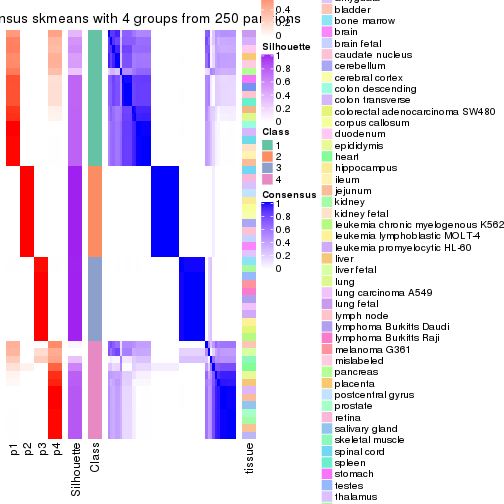 nsus skmeans with 4 groups from 250 par ions
0.4
0.2
0
Silhouette
1
0.8
0.6
0.4
0.2
0
Class
1
2
3
4
Consensus
1
0.8
0.6
0.4
0.2
0
bladder
bone marrow
brain
brain fetal
caudate nucleus
cerebellum
cerebral cortex
colon descending
colon transverse
colorectal adenocarcinoma SW480
corpus callosum
duodenum
epididymis
heart
hippocampus
ileum
jejunum
kidney
kidney fetal
leukemia chronic myelogenous K562
leukemia lymphoblastic MOLT-4
leukemia promyelocytic HL-60
liver
liver fetal
lung
lung carcinoma A549
lung fetal
lymph node
lymphoma Burkitts Daudi
lymphoma Burkitts Raji
melanoma G361
mislabeled
pancreas
placenta
postcentral gyrus
prostate
retina
salivary gland
skeletal muscle
spinal cord
spleen
stomach
testes
thalamus
p1
p2
p3
p4
Silhouette
Class
tissue